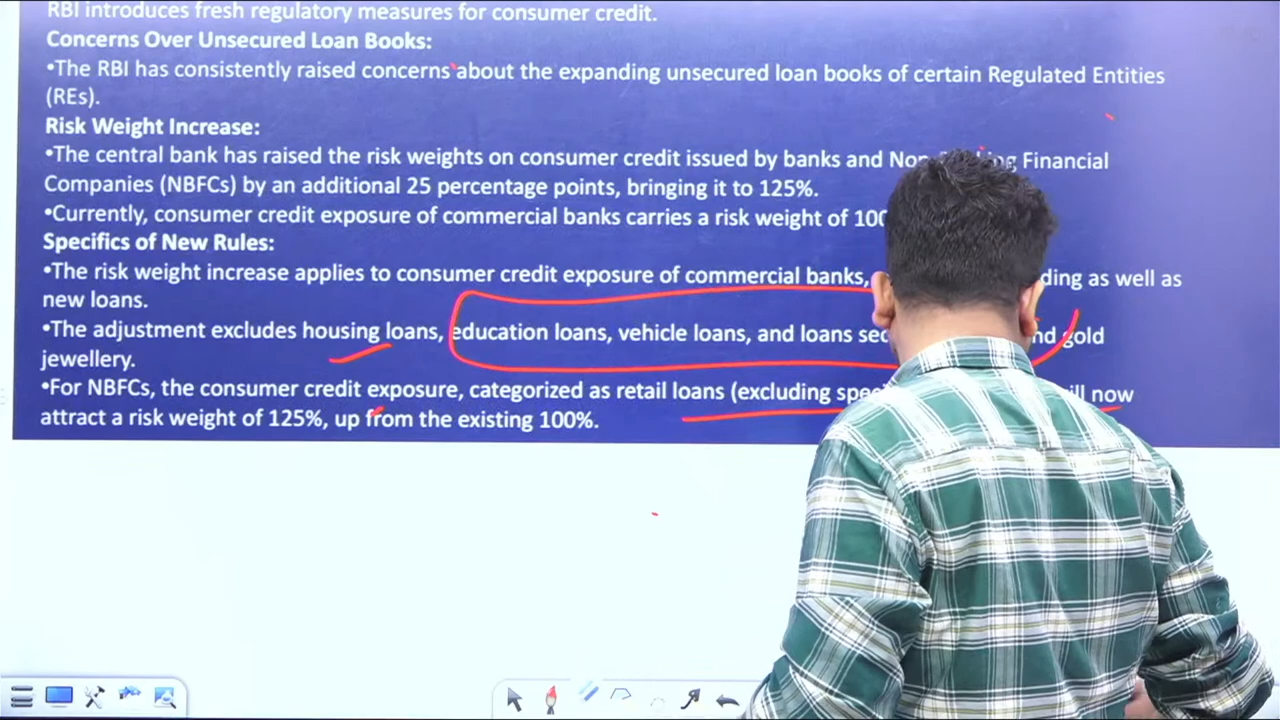 RBI introduces fresh regulatory measures for consumer credit.
Concerns Over Unsecured Loan Books:
•The RBI has consistently raised concerns about the expanding unsecured loan books of certain Regulated Entities
(REs).
Risk Weight Increase:
•The central bank has raised the risk weights on consumer credit issued by banks and Financial
Companies (NBFCs) by an additional 25 percentage points, bringing it to 125%.
•Currently, consumer credit exposure of commercial banks carries a risk weight of
Specifics of New Rules:
•The risk weight increase applies to consumer credit exposure of commercial banks, as well as
new loans.
•The adjustment excludes housing loans, education loans, vehicle loans, and loans gold
jewellery.
•For NBFCs, the consumer credit exposure, categorized as retail loans (excluding now
attract a risk weight of 125%, up from the existing 100%.